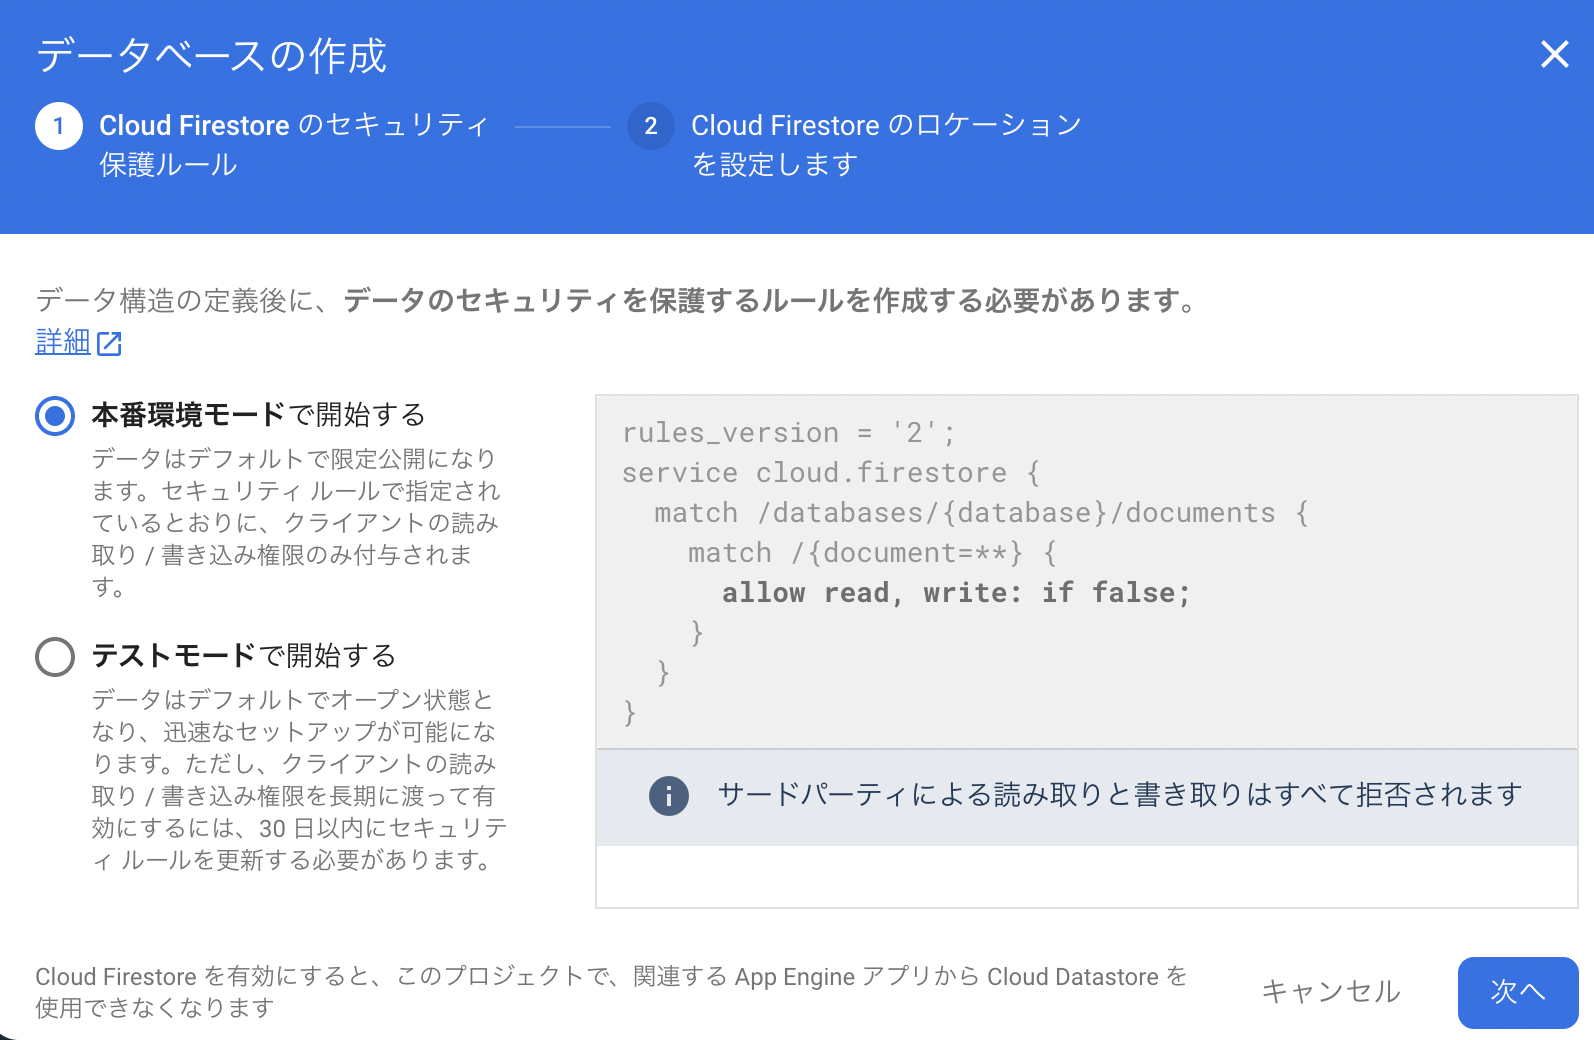 データベースの作成
1 Cloud Firestore のセキュリティ
保護ルール
2 Cloud Firestore のロケーション
を設定します
データ構造の定義後に、データのセキュリティを保護するルールを作成する必要があります。
詳細
本番環境モードで開始する
データはデフォルトで限定公開になり
ます。セキュリティ ルールで指定され
ているとおりに、クライアントの読み
取り / 書き込み権限のみ付与されま
す。
テストモードで開始する
データはデフォルトでオープン状態と
なり、迅速なセットアップが可能にな
ります。ただし、クライアントの読み
取り / 書き込み権限を長期に渡って有
効にするには、30 日以内にセキュリテ
ィ ルールを更新する必要があります。
rules_version = '2';
service cloud.firestore {
  match /databases/{database}/documents {
    match /{document=**} {
      allow read, write: if false;
    }
  }
}
サードパーティによる読み取りと書き取りはすべて拒否されます
Cloud Firestore を有効にすると、このプロジェクトで、関連する App Engine アプリから Cloud Datastore を
使用できなくなります
キャンセル
次へ